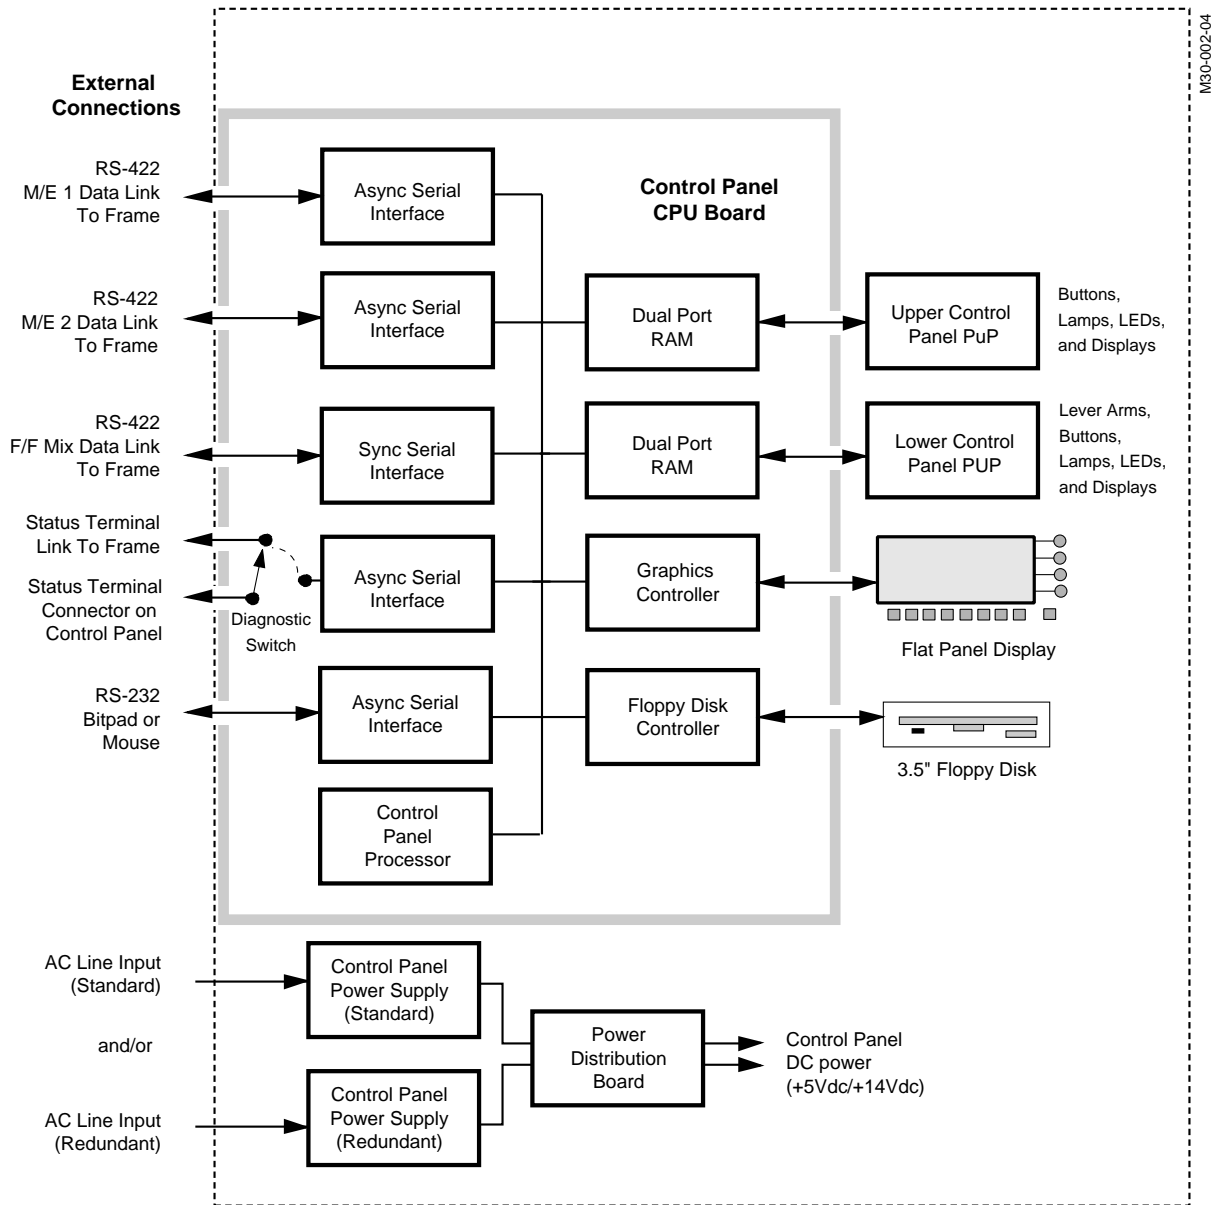 M30-002-04
External
Connections
RS-422
M/E 1 Data Link
To Frame
Async Serial
Interface
Control Panel
CPU Board
RS-422
M/E 2 Data Link
To Frame
Async Serial
Interface
Dual Port
RAM
Upper Control
Panel PuP
Buttons,
Lamps, LEDs,
and Displays
RS-422
F/F Mix Data Link
To Frame
Sync Serial
Interface
Dual Port
RAM
Lower Control
Panel PUP
Lever Arms,
Buttons,
Lamps, LEDs,
and Displays
Status Terminal
Link To Frame
Status Terminal
Connector on
Control Panel
Diagnostic
Switch
Async Serial
Interface
Graphics
Controller
Flat Panel Display
RS-232
Bitpad or
Mouse
Async Serial
Interface
Floppy Disk
Controller
3.5" Floppy Disk
Control
Panel
Processor
AC Line Input
(Standard)
Control Panel
Power Supply
(Standard)
and/or
Power
Distribution
Board
Control Panel
DC power
(+5Vdc/+14Vdc)
AC Line Input
(Redundant)
Control Panel
Power Supply
(Redundant)